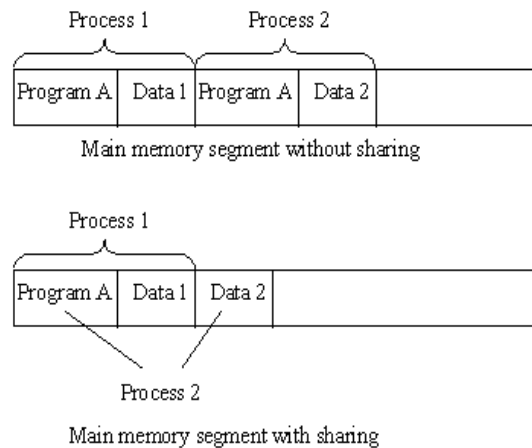 Process 1 Process 2
Program A Data 1 Program A Data 2
Main memory segment without sharing
Process 1
Program A Data 1 Data 2
Process 2
Main memory segment with sharing